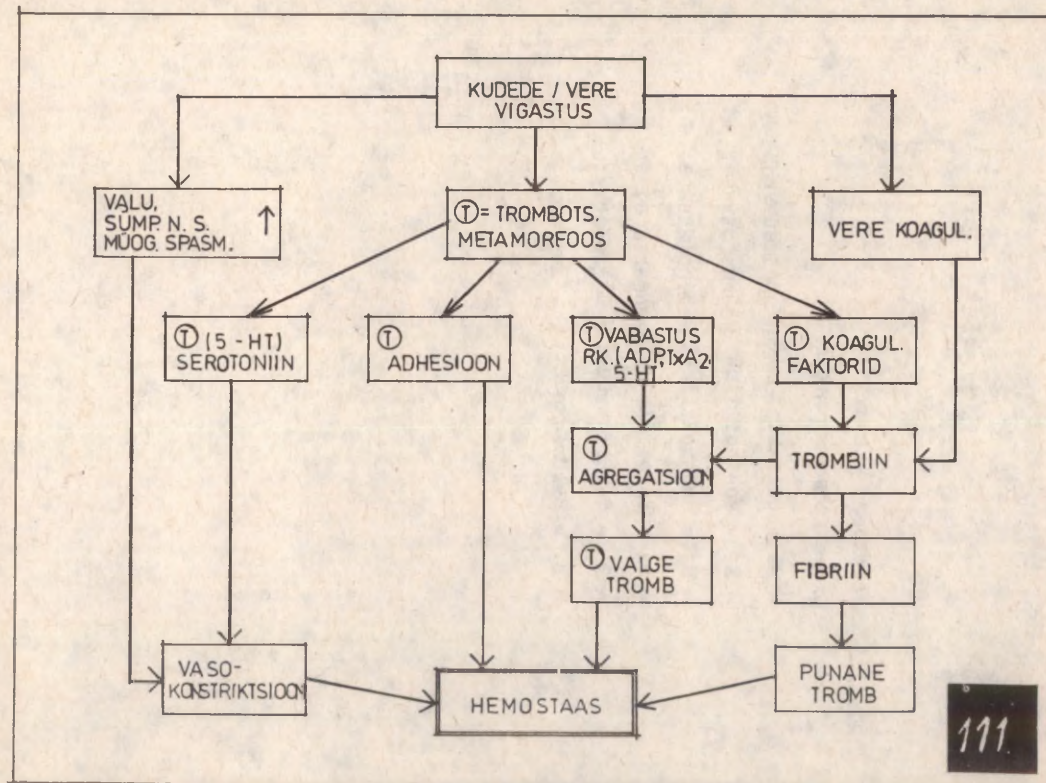 KUDEDE / VERE
VIGASTUS
VALU,
SÜMP. N. S. ↑
MÜOG. SPASM.
Ⓣ = TROMBOTS.
METAMORFOOS
VERE KOAGUL.
Ⓣ (5 - HT)
SEROTONIIN
Ⓣ
ADHESIOON
Ⓣ VABASTUS
RK. (ADP, TxA₂,
5-HT
Ⓣ KOAGUL.
FAKTORID
Ⓣ
AGREGATSIOON
TROMBIIN
Ⓣ VALGE
TROMB
FIBRIIN
VASO-
KONSTRIKTSIOON
HEMOSTAAS
PUNANE
TROMB
111